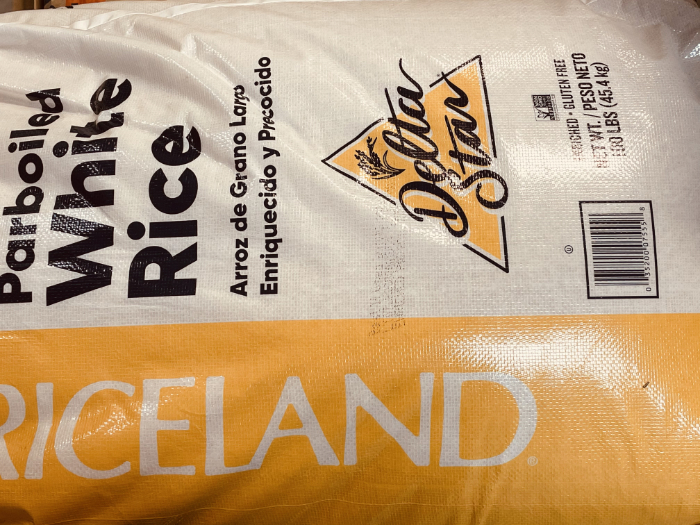 Parboiled
White
Rice
Arroz de Grano Largo
Enriquecido y Precocido
Delta
Star
ENRICHED • GLUTEN FREE
NET WT. / PESO NETO
100 LBS (45.4 kg)
RICELAND®